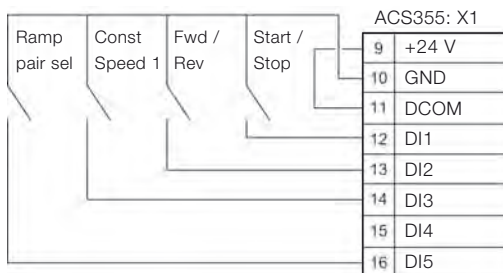 ACS355: X1
Ramp
pair sel
Const
Speed 1
Fwd /
Rev
Start /
Stop
9 +24 V
10 GND
11 DCOM
12 DI1
13 DI2
14 DI3
15 DI4
16 DI5